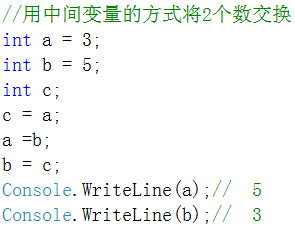 //用中间变量的方式将2个数交换
int a = 3;
int b = 5;
int c;
c = a;
a =b;
b = c;
Console.WriteLine(a);//  5
Console.WriteLine(b);//  3